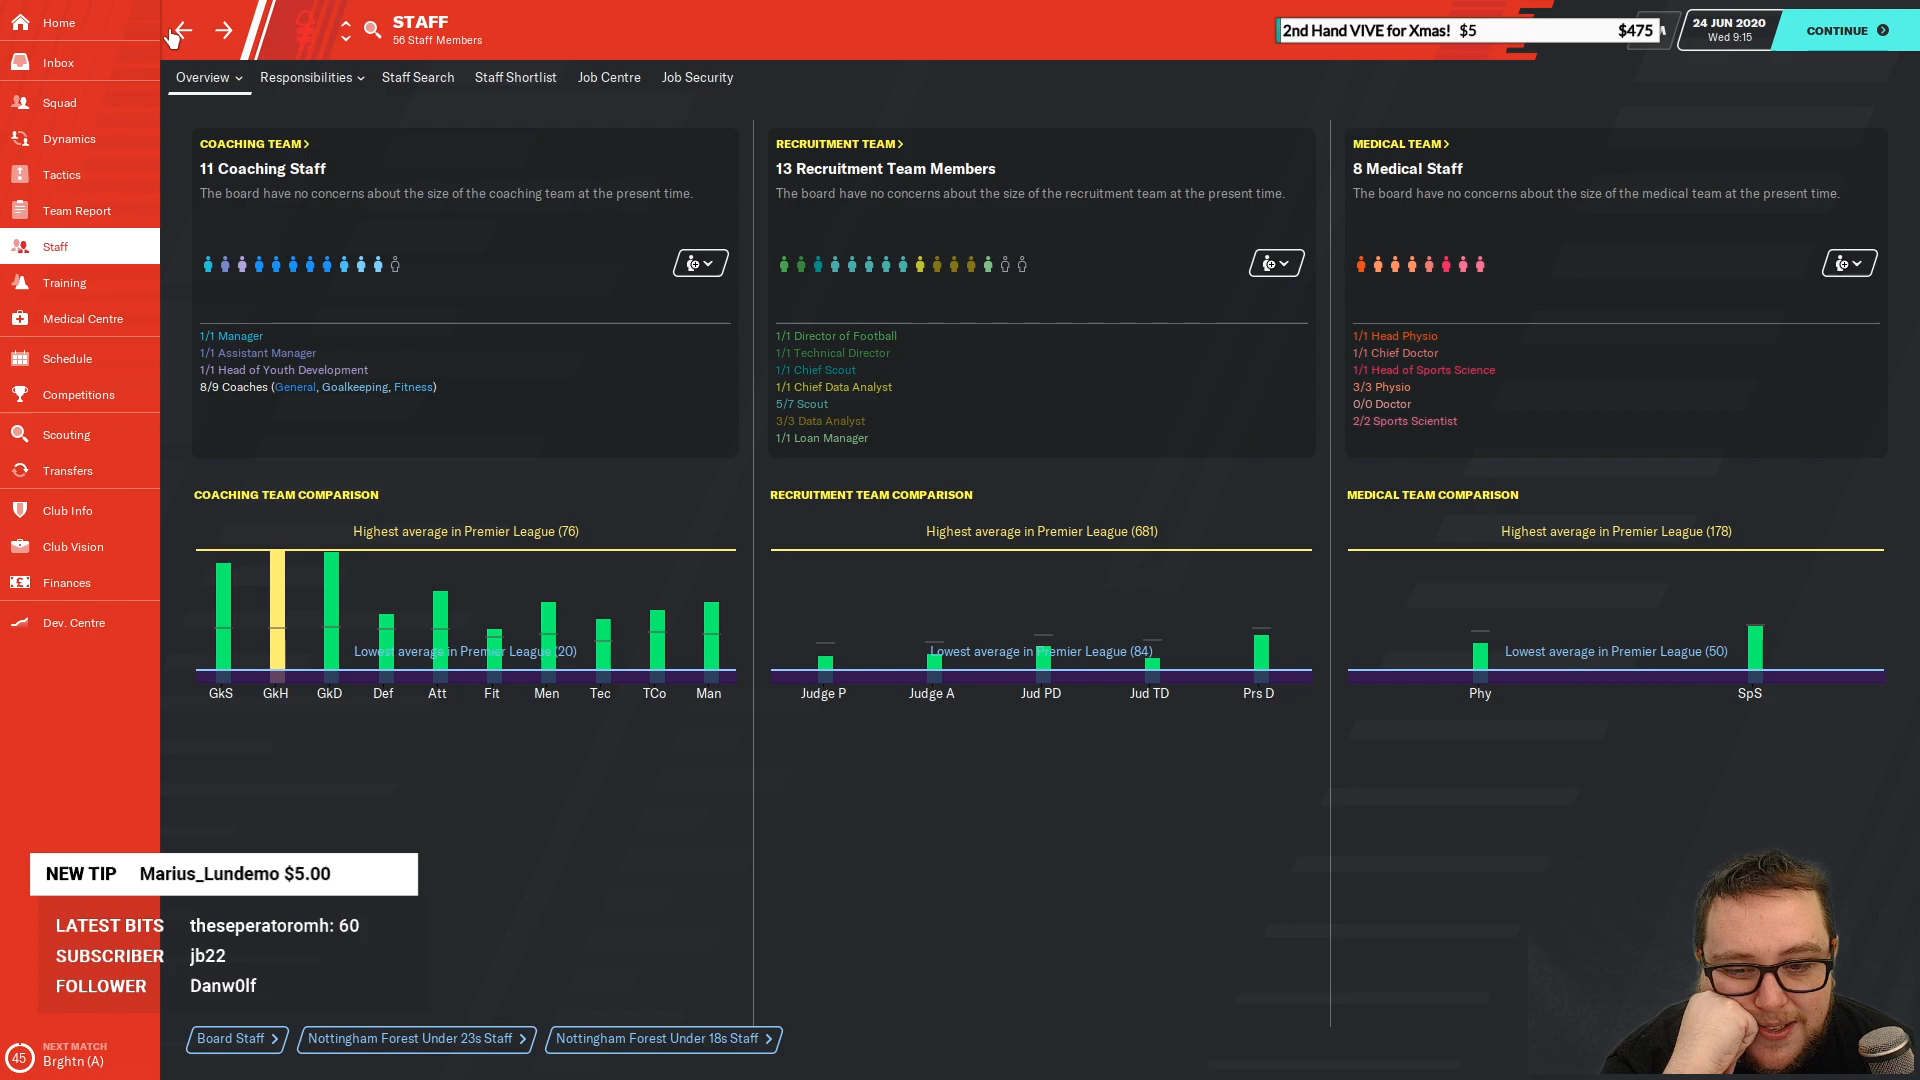 Home
Inbox
Squad
Dynamics
Tactics
Team Report
Staff
Training
Medical Centre
Schedule
Competitions
Scouting
Transfers
Club Info
Club Vision
Finances
Dev. Centre
STAFF
56 Staff Members
2nd Hand VIVE for Xmas! $5 $475
24 JUN 2020
Wed 9:15
CONTINUE
Overview Responsibilities Staff Search Staff Shortlist Job Centre Job Security
COACHING TEAM
11 Coaching Staff
The board have no concerns about the size of the coaching team at the present time.
1/1 Manager
1/1 Assistant Manager
1/1 Head of Youth Development
8/9 Coaches (General, Goalkeeping, Fitness)
RECRUITMENT TEAM
13 Recruitment Team Members
The board have no concerns about the size of the recruitment team at the present time.
1/1 Director of Football
1/1 Technical Director
1/1 Chief Scout
1/1 Chief Data Analyst
5/7 Scout
3/3 Data Analyst
1/1 Loan Manager
MEDICAL TEAM
8 Medical Staff
The board have no concerns about the size of the medical team at the present time.
1/1 Head Physio
1/1 Chief Doctor
1/1 Head of Sports Science
3/3 Physio
0/0 Doctor
2/2 Sports Scientist
COACHING TEAM COMPARISON
Highest average in Premier League (76)
Lowest average in Premier League (20)
GkS GkH GkD Def Att Fit Men Tec TCo Man
RECRUITMENT TEAM COMPARISON
Highest average in Premier League (681)
Lowest average in Premier League (84)
Judge P Judge A Jud PD Jud TD Prs D
MEDICAL TEAM COMPARISON
Highest average in Premier League (178)
Lowest average in Premier League (50)
Phy SpS
NEW TIP Marius_Lundemo $5.00
LATEST BITS theseperatoromh: 60
SUBSCRIBER jb22
FOLLOWER Danw0lf
Board Staff Nottingham Forest Under 23s Staff Nottingham Forest Under 18s Staff
45
NEXT MATCH
Brghtn (A)